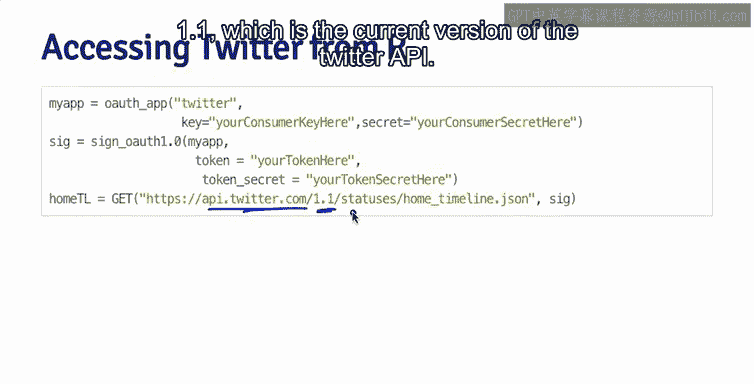 1.1, which is the current version of the
twitter API.
Accessing Twitter from R
myapp = oauth_app("twitter",
key="yourConsumerKeyHere",secret="yourConsumerSecretHere")
sig = sign_oauth1.0(myapp,
token = "yourTokenHere",
token_secret = "yourTokenSecretHere")
homeTL = GET("https://api.twitter.com/1.1/statuses/home_timeline.json", sig)